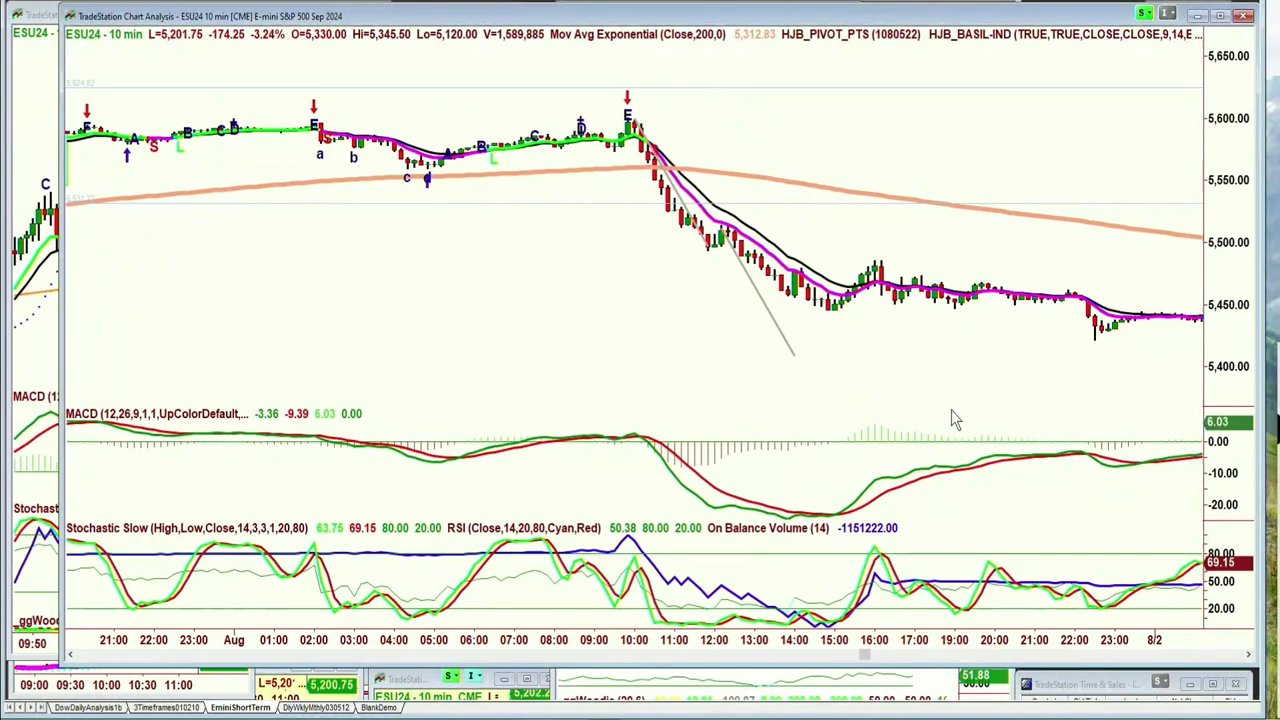 TradeStation Chart Analysis - ESU24 10 min [CME] E-mini S&P 500 Sep 2024
ESU24 - 10 min L=5,201.75 -174.25 -3.24% O=5,330.00 Hi=5,345.50 Lo=5,120.00 V=1,589,885 Mov Avg Exponential (Close,200,0) 5,312.83 HJB_PIVOT_PTS (1080522) HJB_BASIL-IND (TRUE,TRUE,CLOSE,CLOSE,9,14,E ...
5,650.00
5,624.82
5,600.00
E E E
A S L B C D S a b c d A B L C D
C
5,550.00
5,500.00
5,450.00
5,400.00
MACD (12,26,9,1,1,UpColorDefault,... -3.36 -9.39 6.03 0.00
6.03
0.00
-10.00
-20.00
Stochastic Slow (High,Low,Close,14,3,3,1,20,80) 63.75 69.15 80.00 20.00 RSI (Close,14,20,80,Cyan,Red) 50.38 80.00 20.00 On Balance Volume (14) -1151222.00
80.00
69.15
50.00
20.00
ggWood
09:50 21:00 22:00 23:00 Aug 01:00 02:00 03:00 04:00 05:00 06:00 07:00 08:00 09:00 10:00 11:00 12:00 13:00 14:00 15:00 16:00 17:00 18:00 19:00 20:00 21:00 22:00 23:00 8/2
09:00 09:30 10:00 10:30 11:00 5,200.75 TradeStati... S I 51.88 TradeStation Time & Sales - I... S
DowDailyAnalysis1b 3Timeframes010210 EminiShortTerm DlyWklyMthly030512 BlankDemo